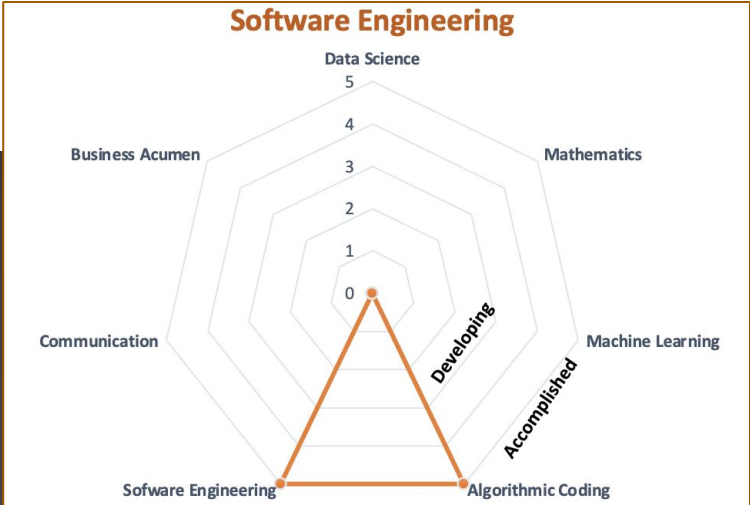 Software Engineering
Data Science
5
4
3
2
1
0
Business Acumen
Mathematics
Communication
Developing
Machine Learning
Accomplished
Sofware Engineering
Algorithmic Coding